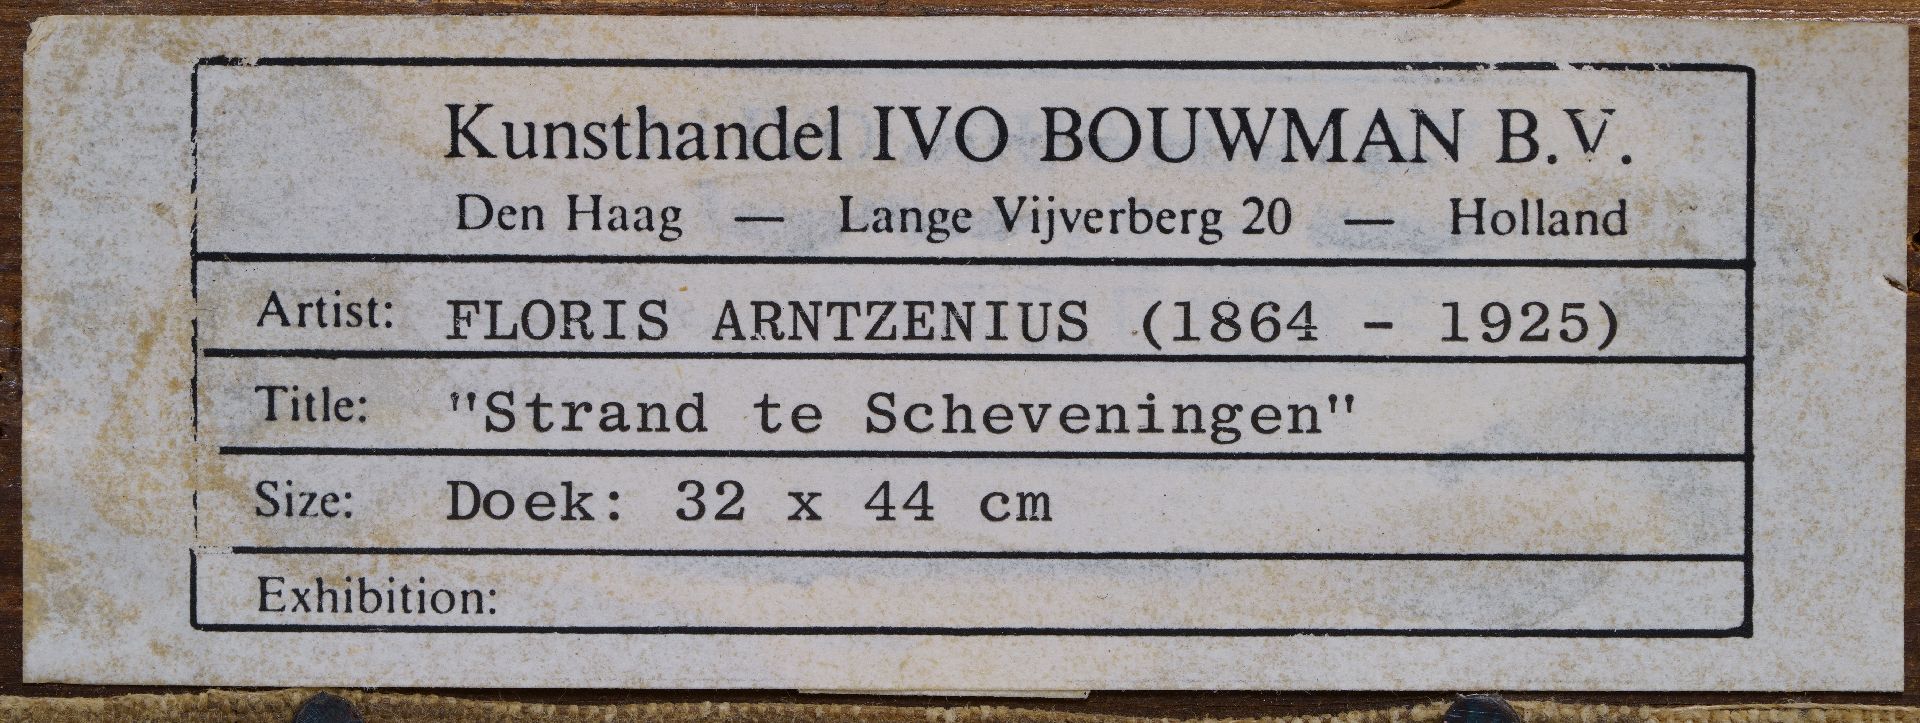 Kunsthandel IVO BOUWMAN B.V.
Den Haag — Lange Vijverberg 20 — Holland
Artist: FLORIS ARNTZENIUS (1864 - 1925)
Title: "Strand te Scheveningen"
Size: Doek: 32 x 44 cm
Exhibition: